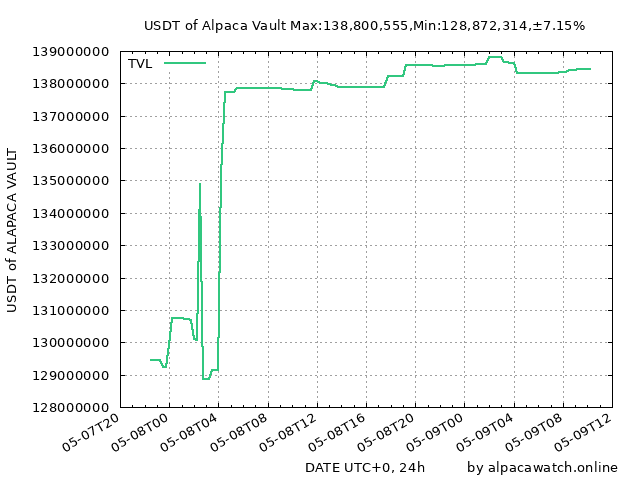 USDT of Alpaca Vault Max:138,800,555,Min:128,872,314,±7.15%
TVL
139000000
138000000
137000000
136000000
135000000
134000000
133000000
132000000
131000000
130000000
129000000
128000000
USDT of ALAPACA VAULT
05-07T20
05-08T00
05-08T04
05-08T08
05-08T12
05-08T16
05-08T20
05-09T00
05-09T04
05-09T08
05-09T12
DATE UTC+0, 24h
by alpacawatch.online